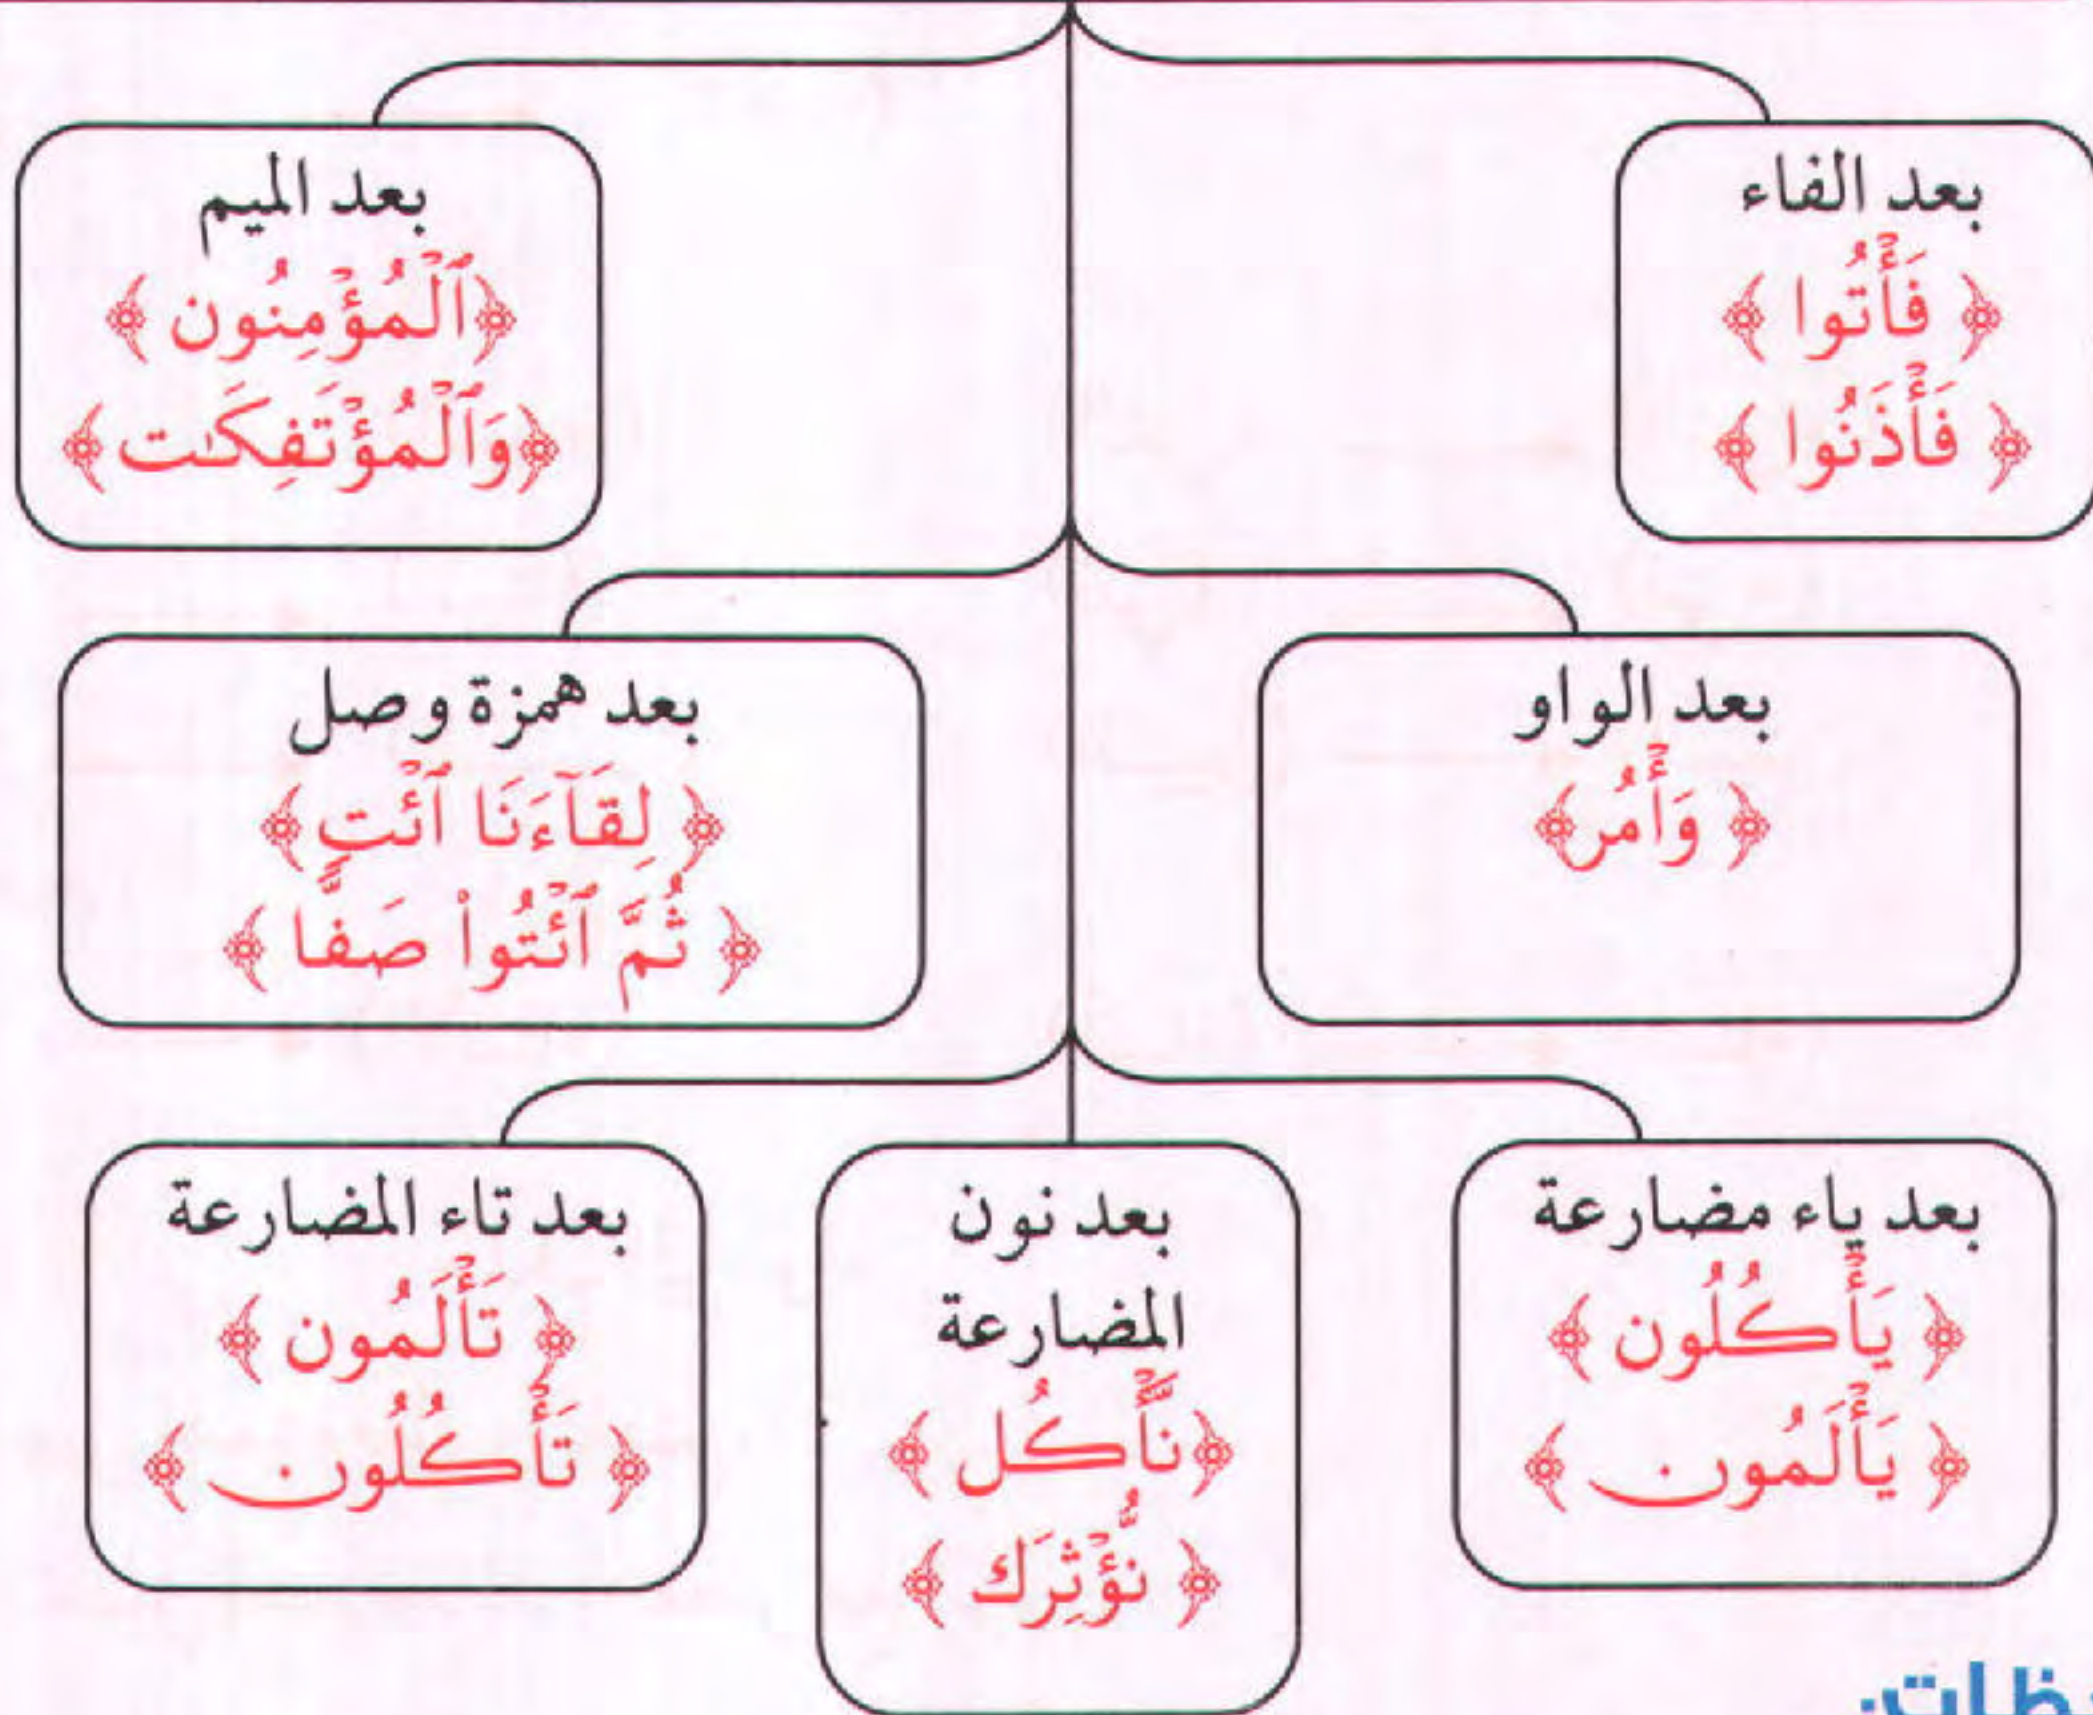 بعد الفاء
﴿ فَأْتُوا ﴾
﴿ فَأْذَنُوا ﴾
بعد الميم
﴿ٱلْمُؤْمِنُون ﴾
﴿وَٱلْمُؤْتَفِكَٰت﴾
بعد الواو
﴿ وَأْمُر﴾
بعد همزة وصل
﴿ لِقَآءَنَا ٱئْتِ﴾
﴿ ثُمَّ ٱئْتُواْ صَفًّا ﴾
بعد ياء مضارعة
﴿ يَأْكُلُون ﴾
﴿ يَأْلَمُون ﴾
بعد نون
المضارعة
﴿نَّأْكُل ﴾
﴿ نُّؤْثِرَك ﴾
بعد تاء المضارعة
﴿ تَأْلَمُون ﴾
﴿ تَأْكُلُون ﴾